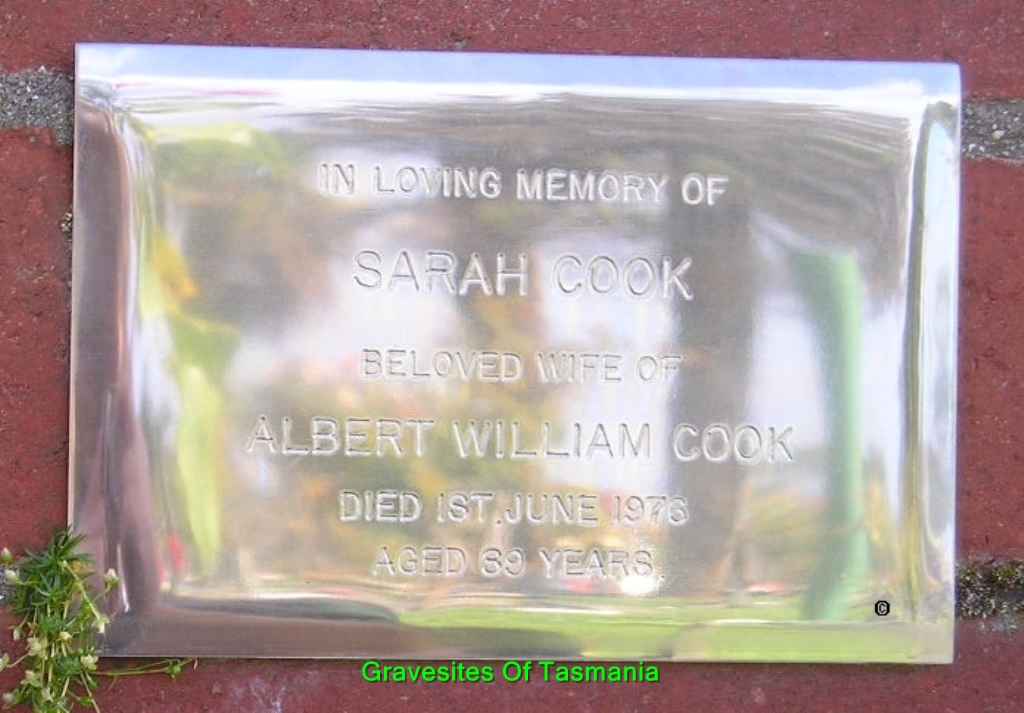 IN LOVING MEMORY OF
SARAH COOK
BELOVED WIFE OF
ALBERT WILLIAM COOK
DIED 1ST. JUNE 1976
AGED 89 YEARS.
©
Gravesites Of Tasmania